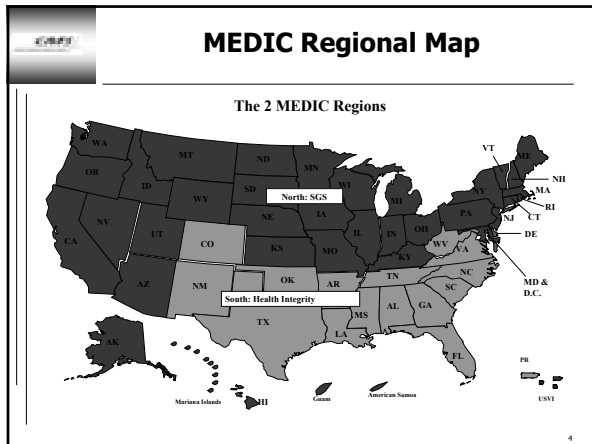 CMS
MEDIC Regional Map
The 2 MEDIC Regions
WA
MT
ND
MN
VT
ME
OR
ID
SD
WI
NH
WY
MI
NY
MA
North: SGS
RI
NV
NE
IA
PA
CT
NJ
UT
CO
IL
IN
OH
DE
CA
KS
MO
WV
VA
KY
MD &
D.C.
AZ
NM
OK
AR
TN
NC
South: Health Integrity
SC
TX
MS
AL
GA
LA
AK
FL
PR
Mariana Islands
HI
Guam
American Samoa
USVI
4